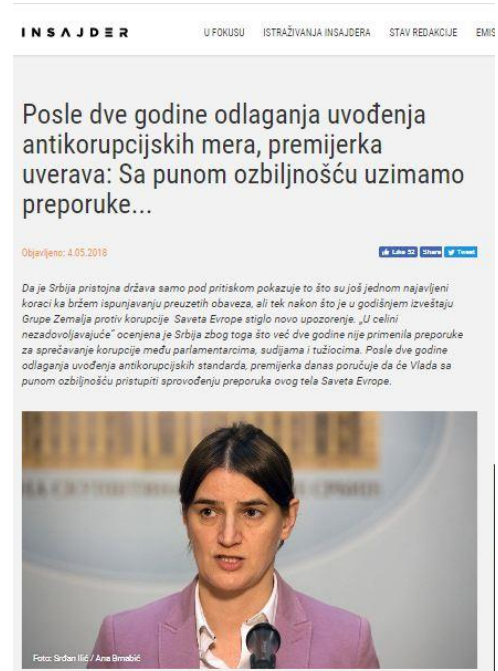 INSAJDER
U FOKUSU ISTRAŽIVANJA INSAJDERA STAV REDAKCIJE EMIS
Posle dve godine odlaganja uvođenja
antikorupcijskih mera, premijerka
uverava: Sa punom ozbiljnošću uzimamo
preporuke...
Objavljeno: 4.05.2018
Like 52 Share Tweet
Da je Srbija pristojna država samo pod pritiskom pokazuje to što su još jednom najavljeni
koraci ka bržem ispunjavanju preuzetih obaveza, ali tek nakon što je u godišnjem izveštaju
Grupe Zemalja protiv korupcije Saveta Evrope stiglo novo upozorenje. „U celini
nezadovoljavajuće" ocenjena je Srbija zbog toga što već dve godine nije primenila preporuke
za sprečavanje korupcije među parlamentarcima, sudijama i tužiocima. Posle dve godine
odlaganja uvođenja antikorupcijskih standarda, premijerka danas poručuje da će Vlada sa
punom ozbiljnošću pristupiti sprovođenju preporuka ovog tela Saveta Evrope.
Foto: Srđan Ilić / Ana Brnabić